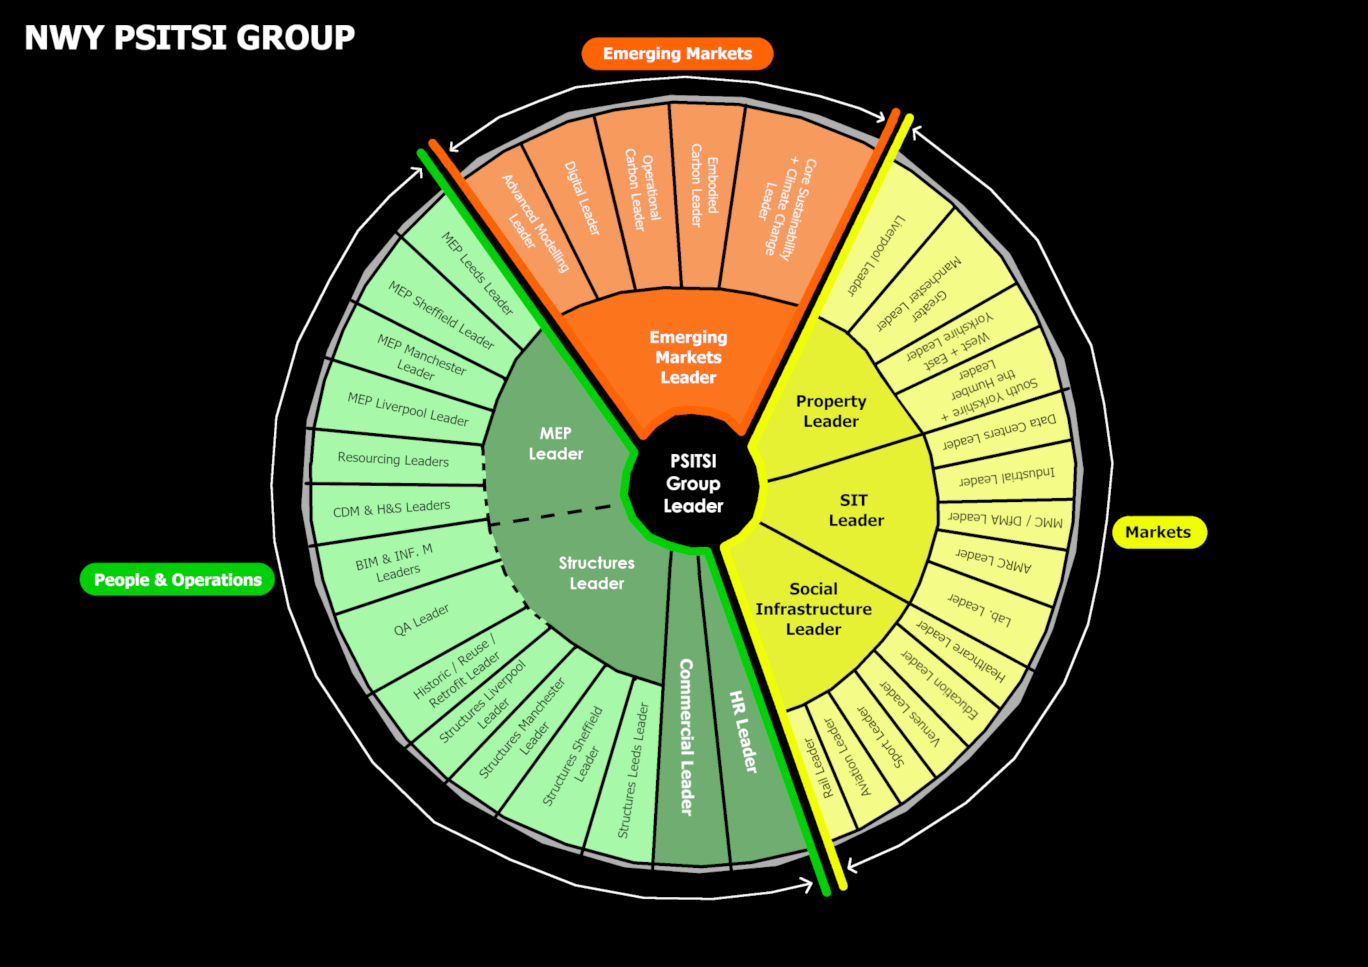 NWY PSITSI GROUP
Emerging Markets
Advanced Modelling
Leader
Digital Leader
Operational
Carbon Leader
Embodied
Carbon Leader
Core Sustainability
+ Climate Change
Leader
Emerging
Markets
Leader
Liverpool Leader
Greater
Manchester Leader
West + East
Yorkshire Leader
South Yorkshire +
the Humber
Leader
Data Centers Leader
Industrial Leader
MMC / DfMA Leader
AMRC Leader
Lab. Leader
Healthcare Leader
Education Leader
Venues Leader
Sport Leader
Aviation Leader
Rail Leader
Property
Leader
SIT
Leader
Social
Infrastructure
Leader
Markets
PSITSI
Group
Leader
MEP
Leader
Structures
Leader
Commercial Leader
HR Leader
People & Operations
MEP Leeds Leader
MEP Sheffield Leader
MEP Manchester
Leader
MEP Liverpool Leader
Resourcing Leaders
CDM & H&S Leaders
BIM & INF. M
Leaders
QA Leader
Historic / Reuse /
Retrofit Leader
Structures Liverpool
Leader
Structures Manchester
Leader
Structures Sheffield
Leader
Structures Leeds Leader